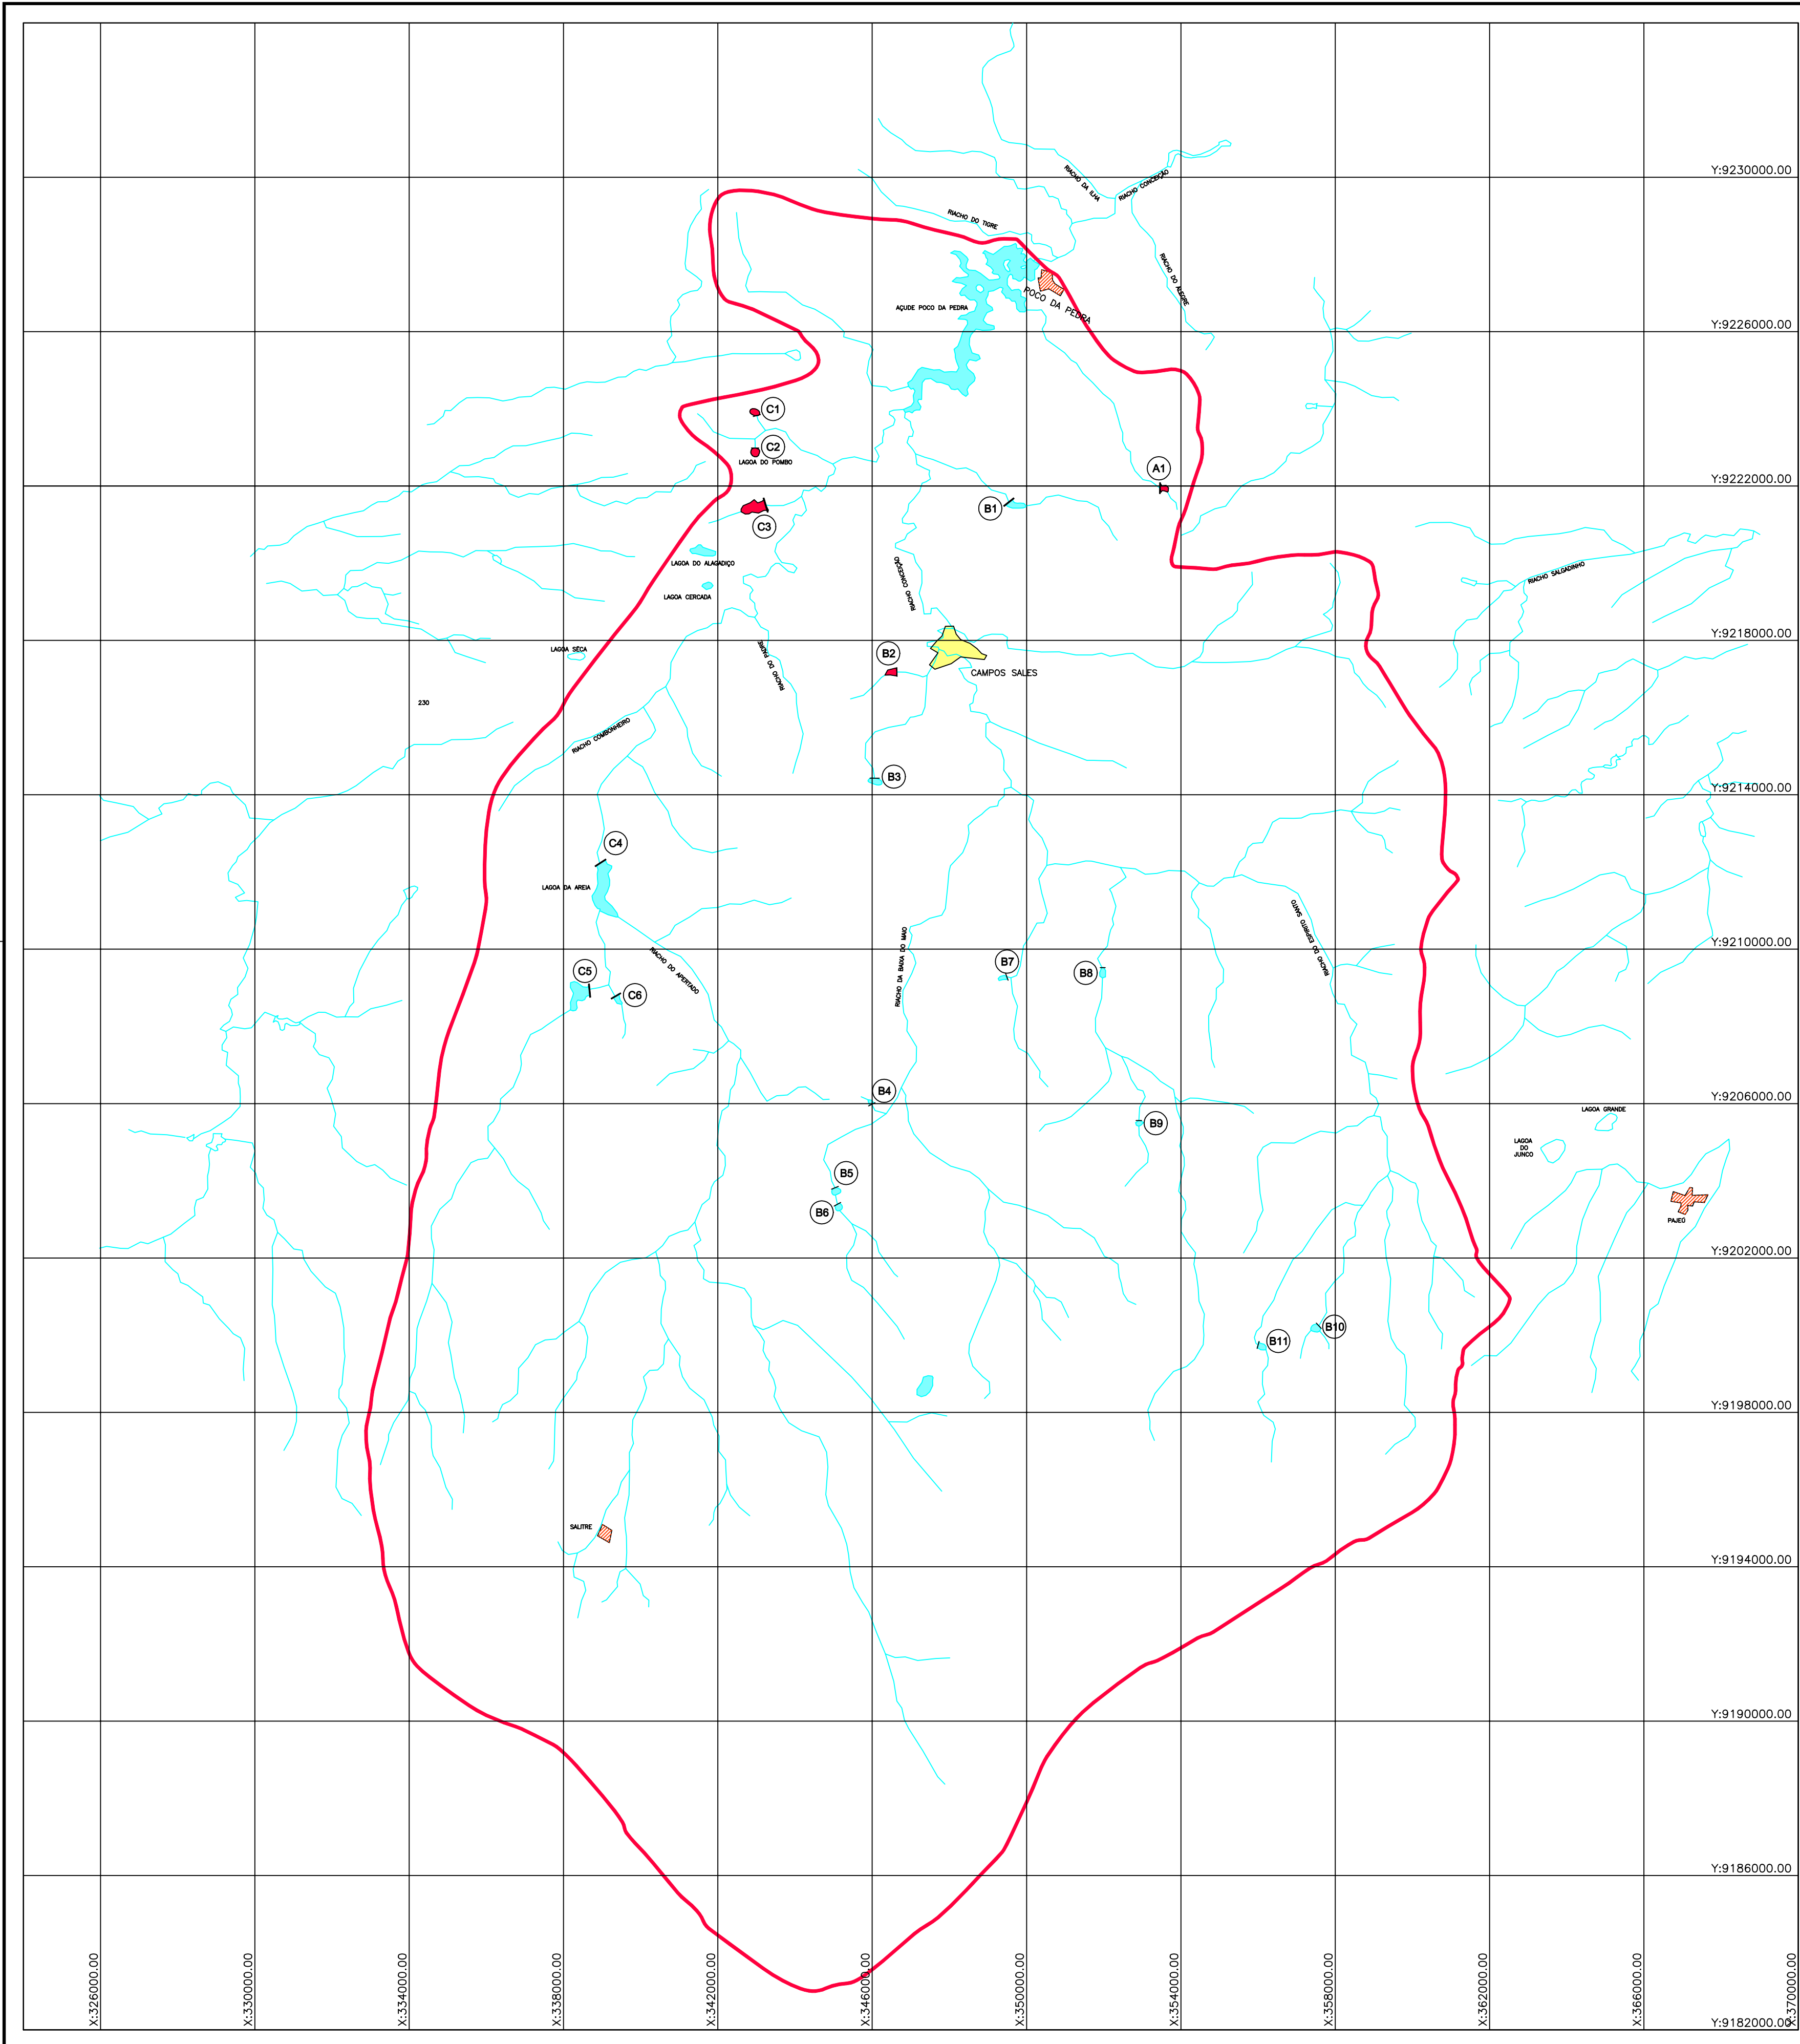 Y:9230000.00
RIACHO DA ILHA
RIACHO CONCEIÇÃO
RIACHO DO TIGRE
RIACHO DO ALEGRE
POCO DA PEDRA
AÇUDE POCO DA PEDRA
Y:9226000.00
C1
C2
LAGOA DO POMBO
A1
Y:9222000.00
B1
C3
LAGOA DO ALAGADIÇO
RIACHO CONCEIÇÃO
RIACHO SALGADINHO
LAGOA CERCADA
Y:9218000.00
LAGOA SÊCA
RIACHO DO PADRE
B2
CAMPOS SALES
230
RIACHO COMBONHEIRO
B3
Y:9214000.00
C4
LAGOA DA AREIA
RIACHO DO ESPIRITO SANTO
RIACHO DA BAIXA DO MAIO
Y:9210000.00
RIACHO DO APERTADO
B7
B8
C5
C6
B4
Y:9206000.00
LAGOA GRANDE
B9
LAGOA
DO
JUNCO
B5
B6
PAJEÚ
Y:9202000.00
B10
B11
Y:9198000.00
SALITRE
Y:9194000.00
Y:9190000.00
Y:9186000.00
X:326000.00
X:330000.00
X:334000.00
X:338000.00
X:342000.00
X:346000.00
X:350000.00
X:354000.00
X:358000.00
X:362000.00
X:366000.00
X:370000.00
Y:9182000.00